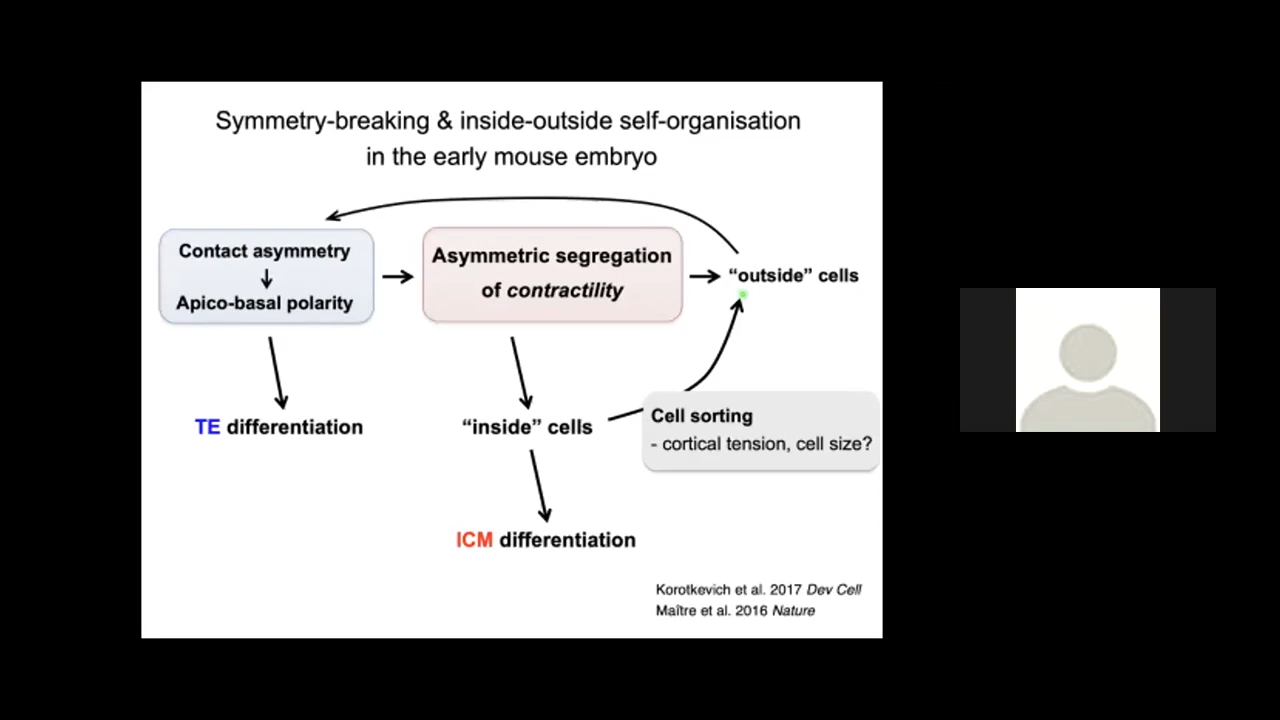 Symmetry-breaking & inside-outside self-organisation
in the early mouse embryo
Contact asymmetry
Apico-basal polarity
Asymmetric segregation
of contractility
“outside” cells
TE differentiation
“inside” cells
Cell sorting
- cortical tension, cell size?
ICM differentiation
Korotkevich et al. 2017 Dev Cell
Maître et al. 2016 Nature